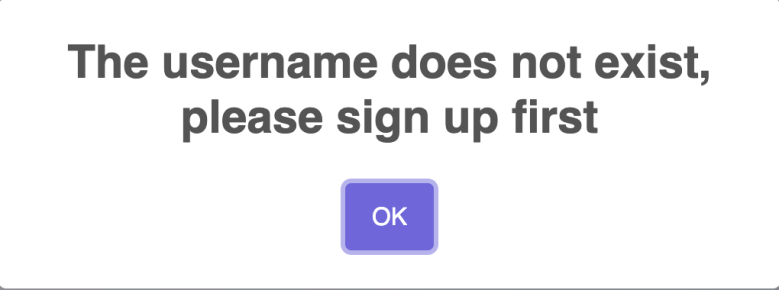 The username does not exist,
please sign up first
OK